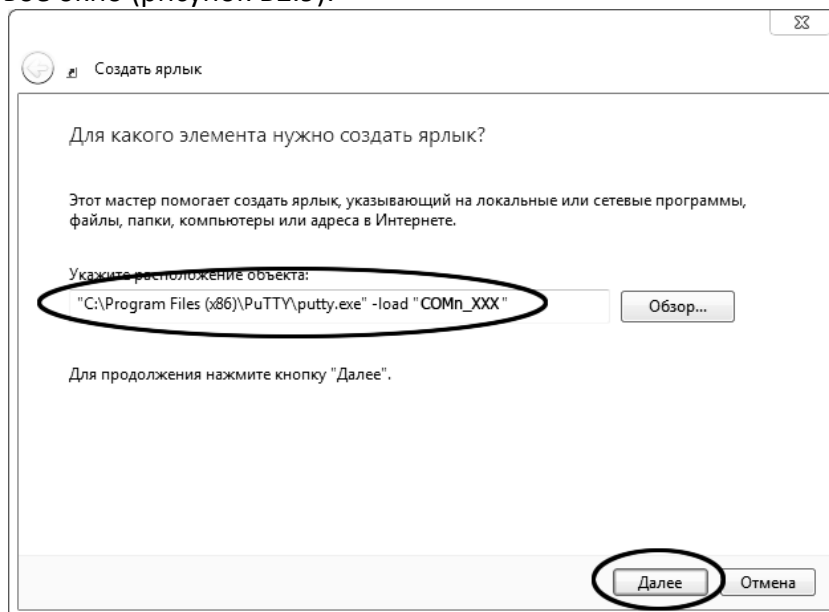 Создать ярлык
Для какого элемента нужно создать ярлык?
Этот мастер помогает создать ярлык, указывающий на локальные или сетевые программы,
файлы, папки, компьютеры или адреса в Интернете.
Укажите расположение объекта:
"C:\Program Files (x86)\PuTTY\putty.exe" -load "COMn_XXX"
Обзор...
Для продолжения нажмите кнопку "Далее".
Далее
Отмена